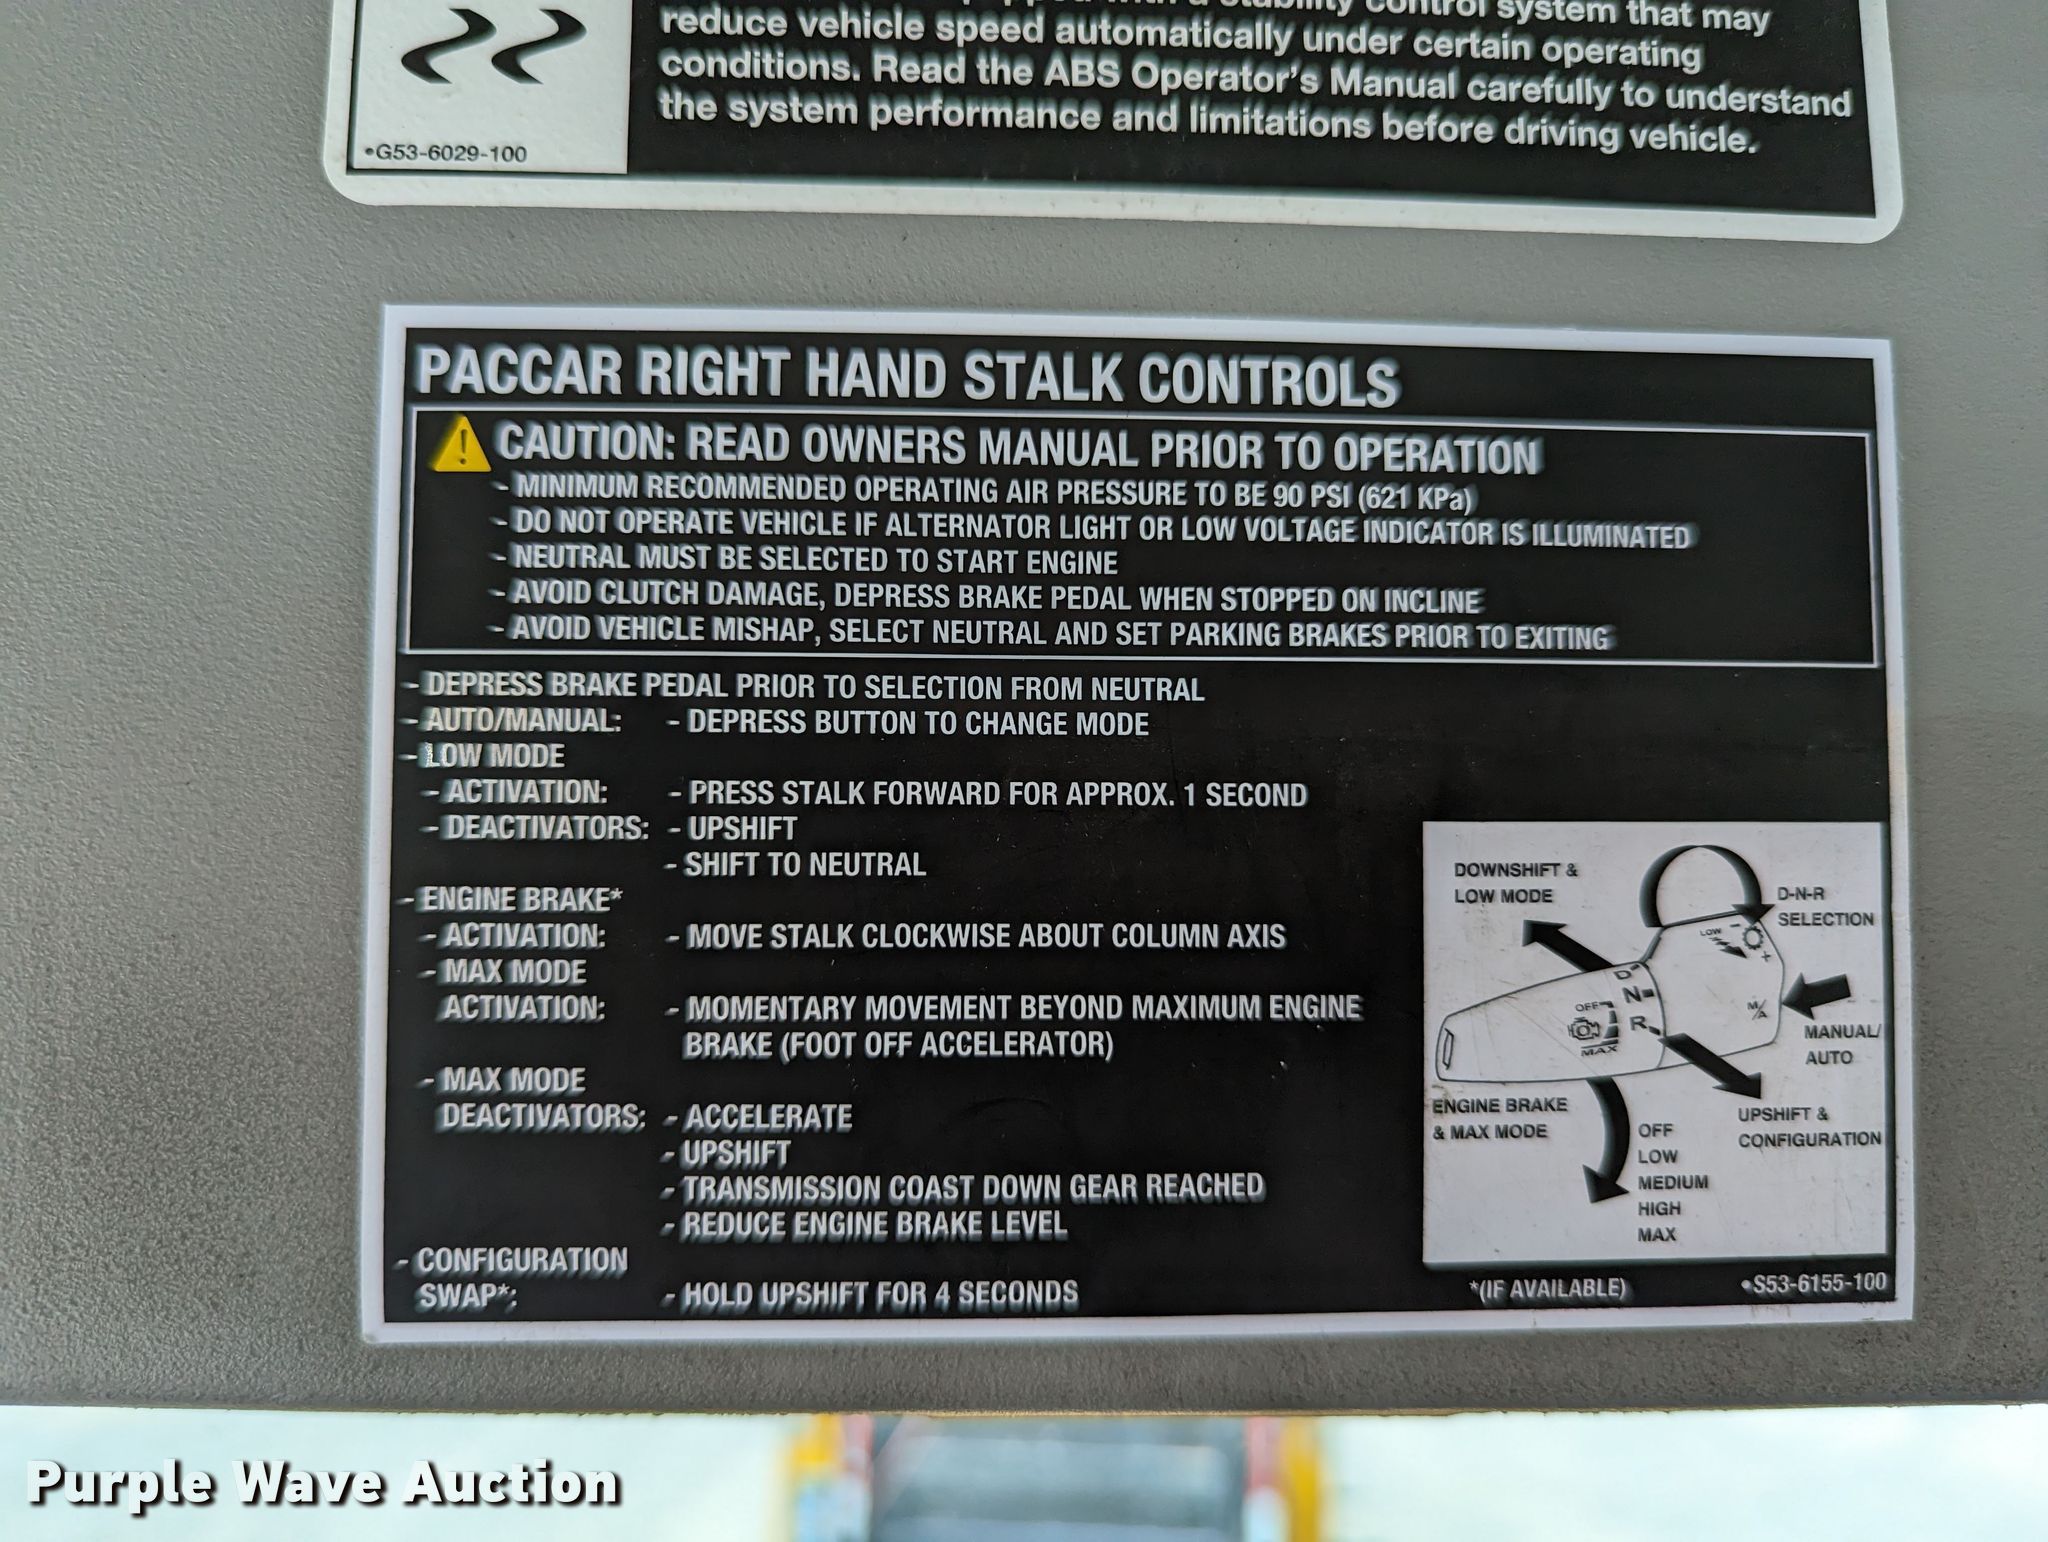 with a stability control system that may
reduce vehicle speed automatically under certain operating
conditions. Read the ABS Operator's Manual carefully to understand
the system performance and limitations before driving vehicle.
•G53-6029-100
PACCAR RIGHT HAND STALK CONTROLS
! CAUTION: READ OWNERS MANUAL PRIOR TO OPERATION
- MINIMUM RECOMMENDED OPERATING AIR PRESSURE TO BE 90 PSI (621 KPa)
- DO NOT OPERATE VEHICLE IF ALTERNATOR LIGHT OR LOW VOLTAGE INDICATOR IS ILLUMINATED
- NEUTRAL MUST BE SELECTED TO START ENGINE
- AVOID CLUTCH DAMAGE, DEPRESS BRAKE PEDAL WHEN STOPPED ON INCLINE
- AVOID VEHICLE MISHAP, SELECT NEUTRAL AND SET PARKING BRAKES PRIOR TO EXITING
- DEPRESS BRAKE PEDAL PRIOR TO SELECTION FROM NEUTRAL
- AUTO/MANUAL: - DEPRESS BUTTON TO CHANGE MODE
- LOW MODE
- ACTIVATION: - PRESS STALK FORWARD FOR APPROX. 1 SECOND
- DEACTIVATORS: - UPSHIFT
- SHIFT TO NEUTRAL
- ENGINE BRAKE*
- ACTIVATION: - MOVE STALK CLOCKWISE ABOUT COLUMN AXIS
- MAX MODE
ACTIVATION: - MOMENTARY MOVEMENT BEYOND MAXIMUM ENGINE
BRAKE (FOOT OFF ACCELERATOR)
- MAX MODE
DEACTIVATORS: - ACCELERATE
- UPSHIFT
- TRANSMISSION COAST DOWN GEAR REACHED
- REDUCE ENGINE BRAKE LEVEL
- CONFIGURATION
SWAP*: - HOLD UPSHIFT FOR 4 SECONDS
DOWNSHIFT &
LOW MODE
D-N-R
SELECTION
LOW - +
D
N
R
OFF
MAX
M/A
MANUAL/
AUTO
ENGINE BRAKE
& MAX MODE
UPSHIFT &
CONFIGURATION
OFF
LOW
MEDIUM
HIGH
MAX
*(IF AVAILABLE)
•S53-6155-100
Purple Wave Auction